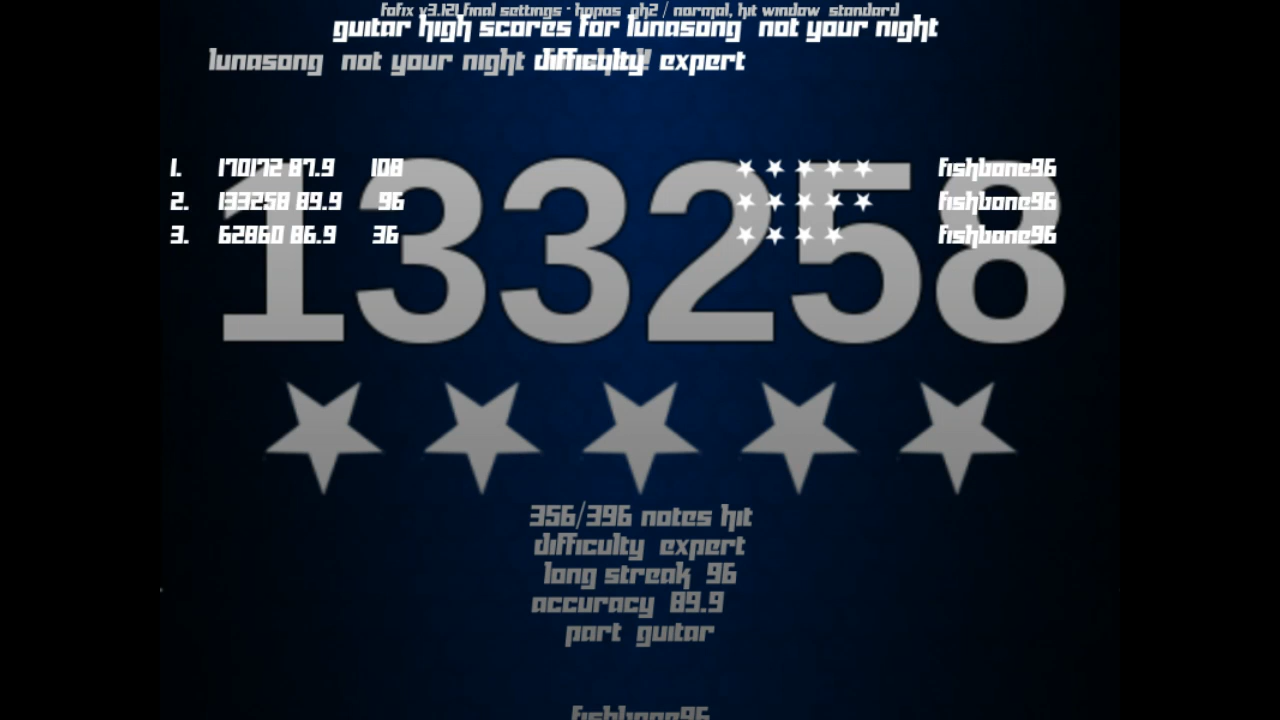 fofix v3.121 final settings - hopos gh2 / normal, hit window standard
guitar high scores for lunasong not your night
lunasong not your night
difficulty expert
1. 170172 87.9 108 fishbone96
2. 133258 89.9 96 fishbone96
3. 62860 86.9 36 fishbone96
133258
356/396 notes hit
difficulty expert
long streak 96
accuracy 89.9
part guitar
fishbone96